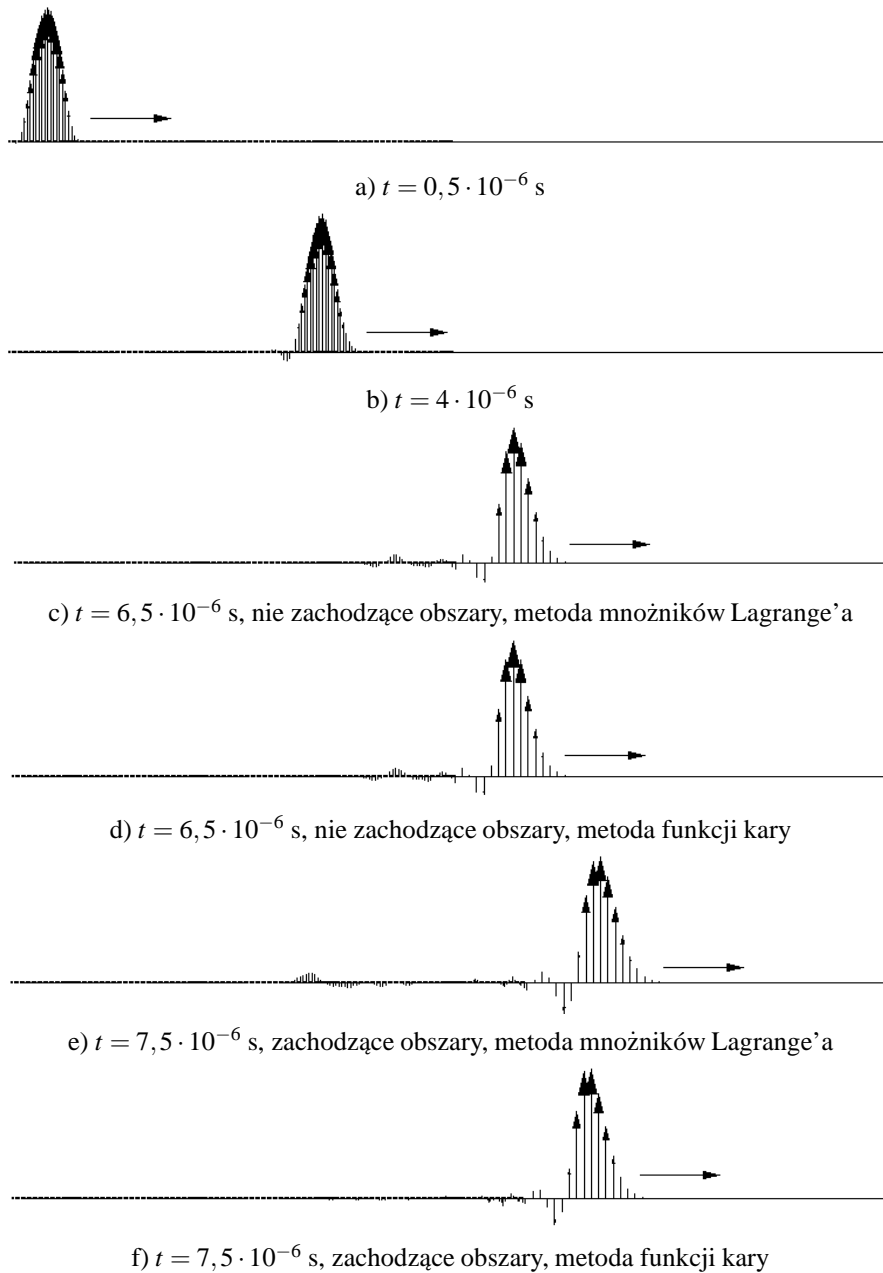 a) t = 0,5 · 10⁻⁶ s
b) t = 4 · 10⁻⁶ s
c) t = 6,5 · 10⁻⁶ s, nie zachodzące obszary, metoda mnożników Lagrange’a
d) t = 6,5 · 10⁻⁶ s, nie zachodzące obszary, metoda funkcji kary
e) t = 7,5 · 10⁻⁶ s, zachodzące obszary, metoda mnożników Lagrange’a
f) t = 7,5 · 10⁻⁶ s, zachodzące obszary, metoda funkcji kary